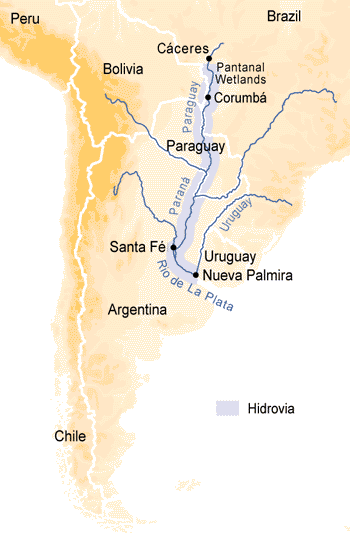 Peru
Brazil
Cáceres
Bolivia
Pantanal
Wetlands
Paraguay
Corumbá
Paraguay
Paraná
Uruguay
Santa Fé
Uruguay
Rio de La Plata
Nueva Palmira
Argentina
Hidrovia
Chile